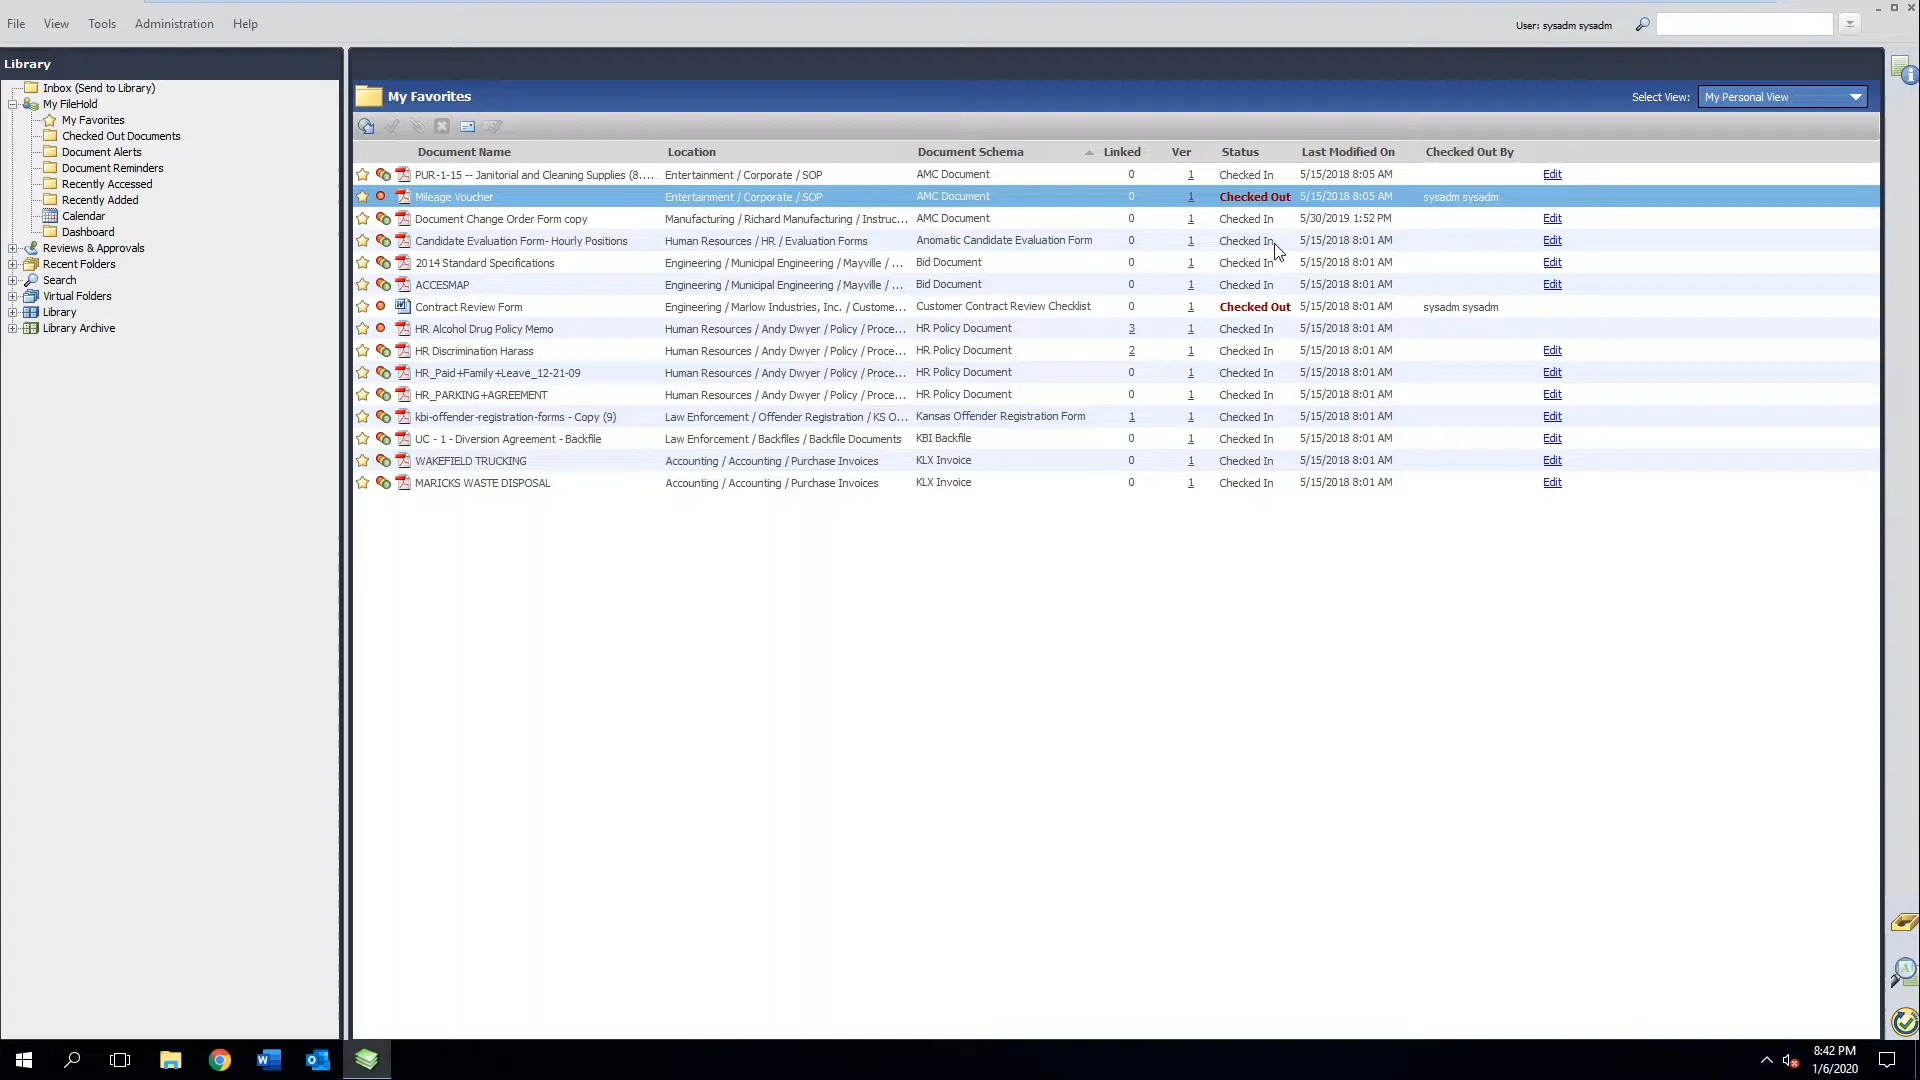 File View Tools Administration Help User: sysadm sysadm
Library
Inbox (Send to Library)
My FileHold
My Favorites
Checked Out Documents
Document Alerts
Document Reminders
Recently Accessed
Recently Added
Calendar
Dashboard
Reviews & Approvals
Recent Folders
Search
Virtual Folders
Library
Library Archive
My Favorites Select View: My Personal View
Document Name Location Document Schema Linked Ver Status Last Modified On Checked Out By
PUR-1-15 -- Janitorial and Cleaning Supplies (8.... Entertainment / Corporate / SOP AMC Document 0 1 Checked In 5/15/2018 8:05 AM Edit
Mileage Voucher Entertainment / Corporate / SOP AMC Document 0 1 Checked Out 5/15/2018 8:05 AM sysadm sysadm
Document Change Order Form copy Manufacturing / Richard Manufacturing / Instruc... AMC Document 0 1 Checked In 5/30/2019 1:52 PM Edit
Candidate Evaluation Form- Hourly Positions Human Resources / HR / Evaluation Forms Anomatic Candidate Evaluation Form 0 1 Checked In 5/15/2018 8:01 AM Edit
2014 Standard Specifications Engineering / Municipal Engineering / Mayville / ... Bid Document 0 1 Checked In 5/15/2018 8:01 AM Edit
ACCESMAP Engineering / Municipal Engineering / Mayville / ... Bid Document 0 1 Checked In 5/15/2018 8:01 AM Edit
Contract Review Form Engineering / Marlow Industries, Inc. / Custome... Customer Contract Review Checklist 0 1 Checked Out 5/15/2018 8:01 AM sysadm sysadm
HR Alcohol Drug Policy Memo Human Resources / Andy Dwyer / Policy / Proce... HR Policy Document 3 1 Checked In 5/15/2018 8:01 AM
HR Discrimination Harass Human Resources / Andy Dwyer / Policy / Proce... HR Policy Document 2 1 Checked In 5/15/2018 8:01 AM Edit
HR_Paid+Family+Leave_12-21-09 Human Resources / Andy Dwyer / Policy / Proce... HR Policy Document 0 1 Checked In 5/15/2018 8:01 AM Edit
HR_PARKING+AGREEMENT Human Resources / Andy Dwyer / Policy / Proce... HR Policy Document 0 1 Checked In 5/15/2018 8:01 AM Edit
kbi-offender-registration-forms - Copy (9) Law Enforcement / Offender Registration / KS O... Kansas Offender Registration Form 1 1 Checked In 5/15/2018 8:01 AM Edit
UC - 1 - Diversion Agreement - Backfile Law Enforcement / Backfiles / Backfile Documents KBI Backfile 0 1 Checked In 5/15/2018 8:01 AM Edit
WAKEFIELD TRUCKING Accounting / Accounting / Purchase Invoices KLX Invoice 0 1 Checked In 5/15/2018 8:01 AM Edit
MARICKS WASTE DISPOSAL Accounting / Accounting / Purchase Invoices KLX Invoice 0 1 Checked In 5/15/2018 8:01 AM Edit
8:42 PM
1/6/2020